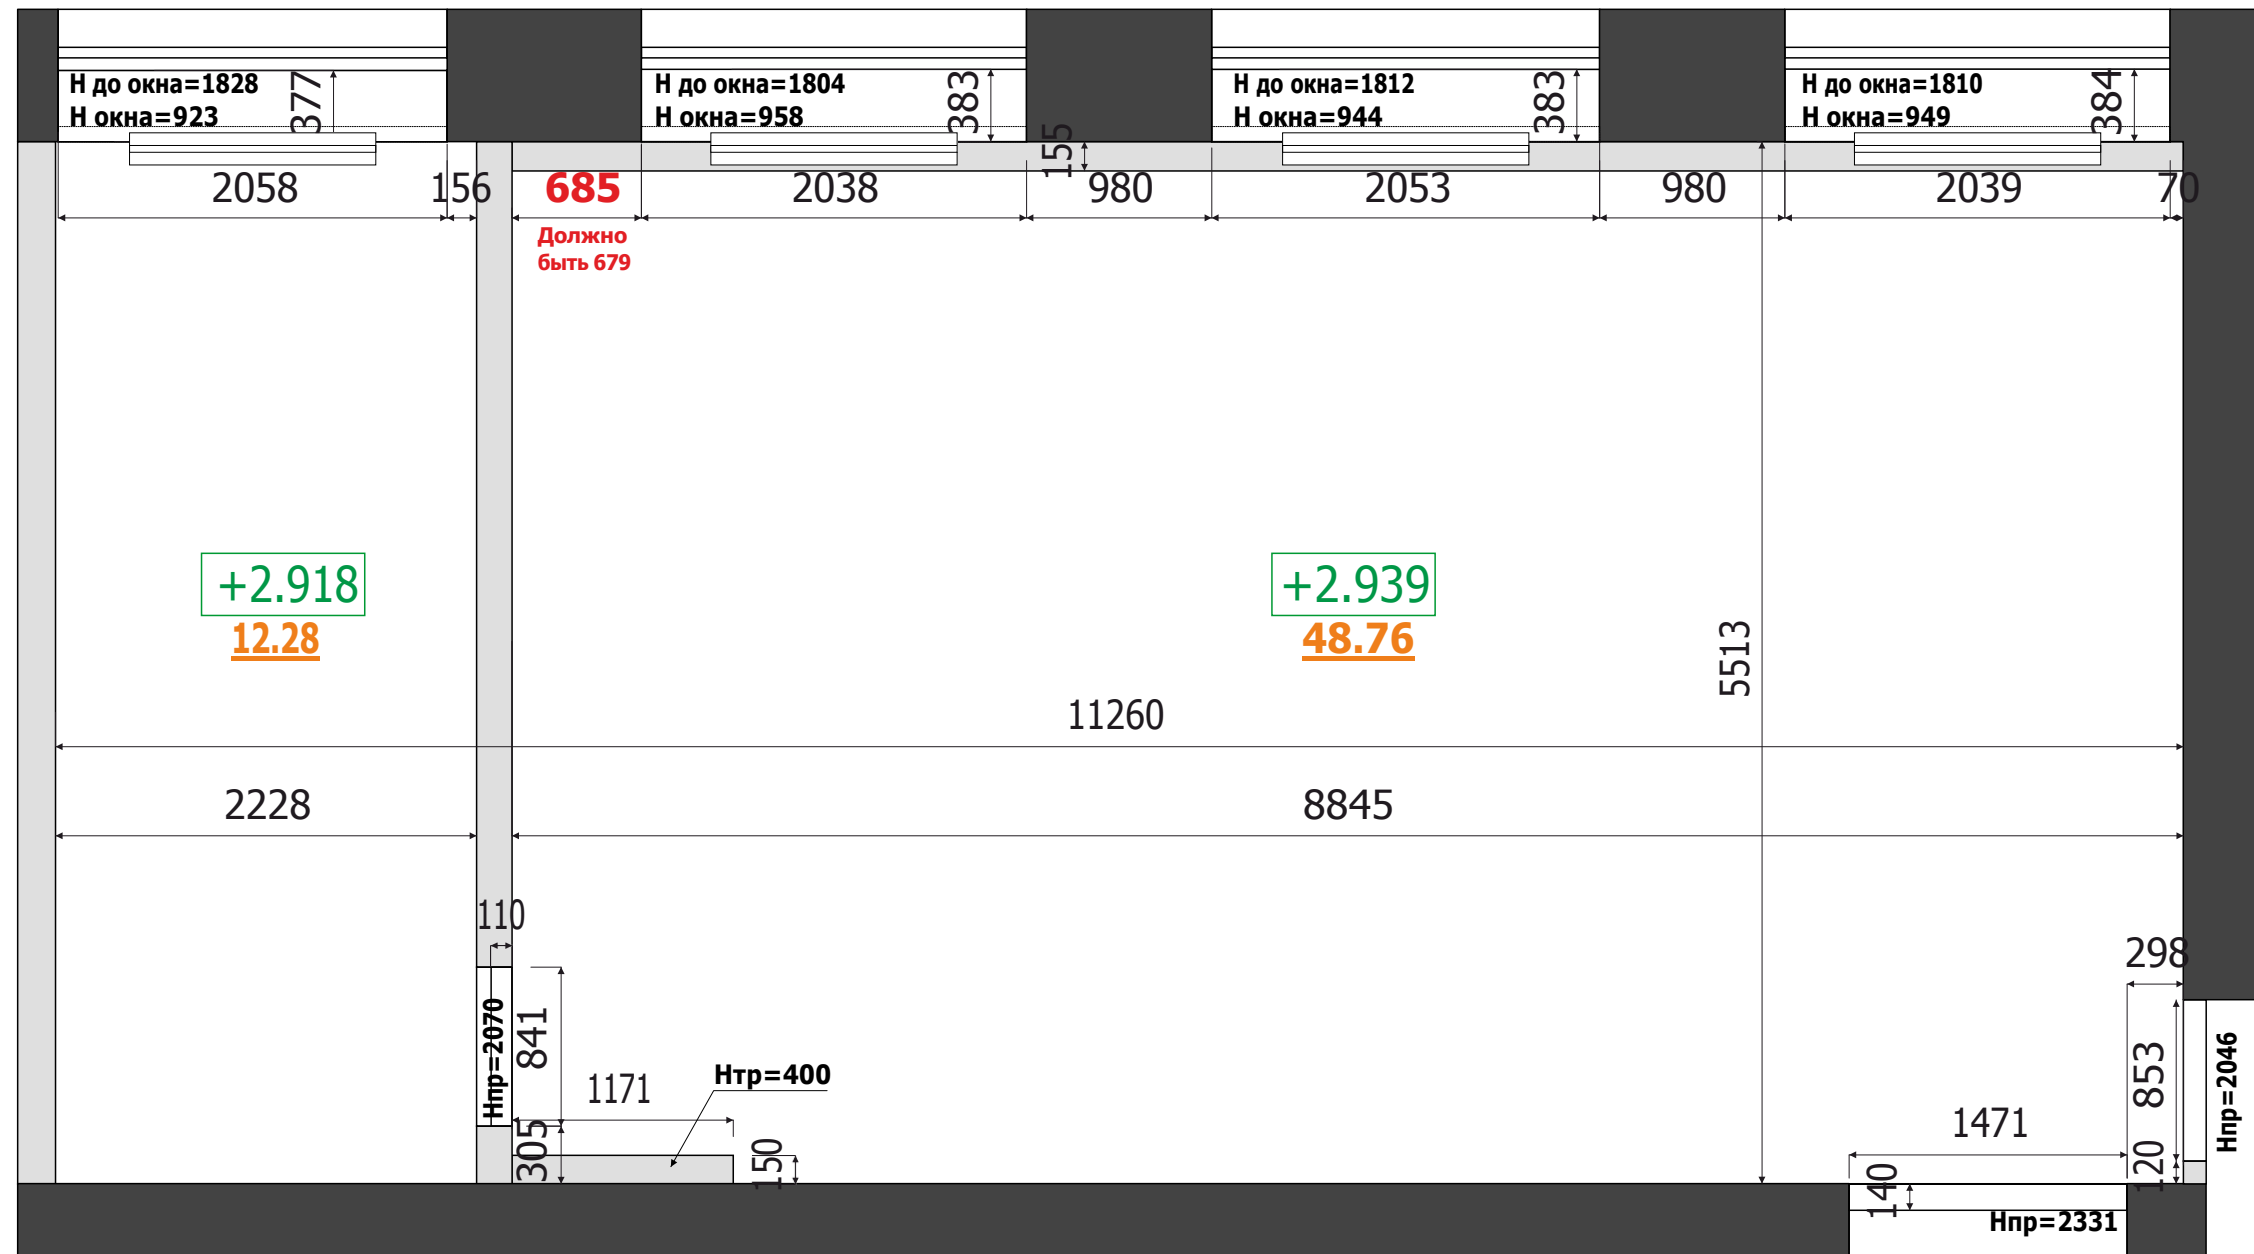 Н до окна=1828
Н окна=923
377
Н до окна=1804
Н окна=958
383
Н до окна=1812
Н окна=944
383
Н до окна=1810
Н окна=949
384
155
2058
156
685
2038
980
2053
980
2039
70
Должно
быть 679
+2.918
12.28
+2.939
48.76
5513
11260
2228
8845
110
298
Нпр=2070
841
853
Нпр=2046
1171
Нтр=400
1471
305
150
120
140
Нпр=2331